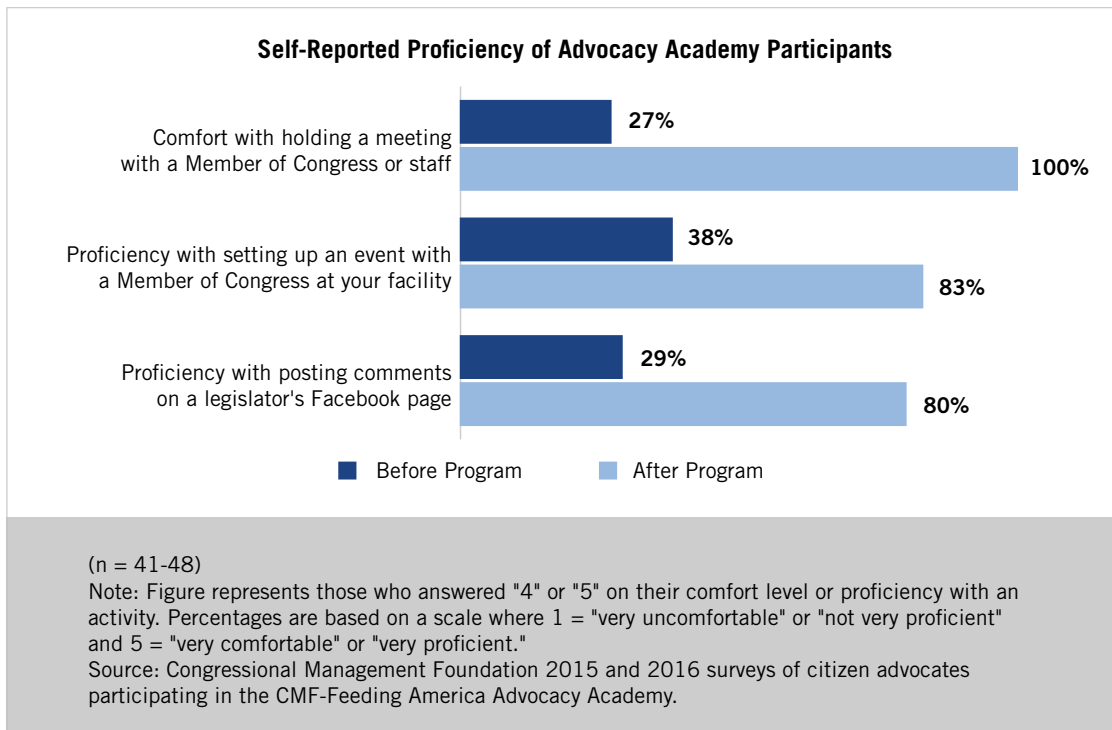 Self-Reported Proficiency of Advocacy Academy Participants
Comfort with holding a meeting
with a Member of Congress or staff
27%
100%
Proficiency with setting up an event with
a Member of Congress at your facility
38%
83%
Proficiency with posting comments
on a legislator's Facebook page
29%
80%
Before Program
After Program
(n = 41-48)
Note: Figure represents those who answered "4" or "5" on their comfort level or proficiency with an
activity. Percentages are based on a scale where 1 = "very uncomfortable" or "not very proficient"
and 5 = "very comfortable" or "very proficient."
Source: Congressional Management Foundation 2015 and 2016 surveys of citizen advocates
participating in the CMF-Feeding America Advocacy Academy.